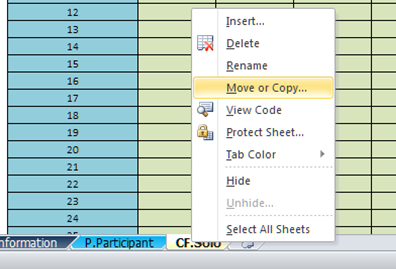 12
13
14
15
16
17
18
19
20
21
22
23
24
Insert...
Delete
Rename
Move or Copy...
View Code
Protect Sheet...
Tab Color
Hide
Unhide...
Select All Sheets
nformation
P.Participant
CF.Solo